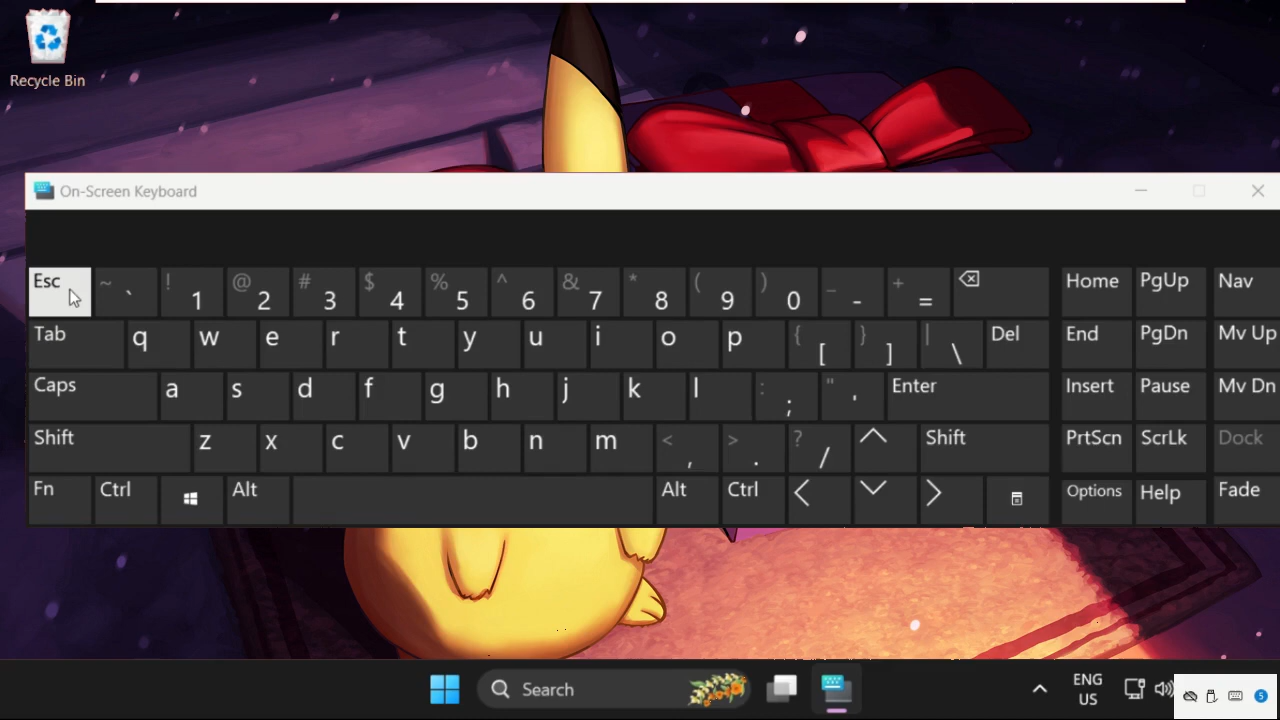 Recycle Bin
On-Screen Keyboard
Esc ~ ` ! 1 @ 2 # 3 $ 4 % 5 ^ 6 & 7 * 8 ( 9 ) 0 _ - + = Home PgUp Nav
Tab q w e r t y u i o p { [ } ] | \ Del End PgDn Mv Up
Caps a s d f g h j k l : ; " ' Enter Insert Pause Mv Dn
Shift z x c v b n m < , > . ? / Shift PrtScn ScrLk Dock
Fn Ctrl Alt Alt Ctrl Options Help Fade
Search
ENG
US
5